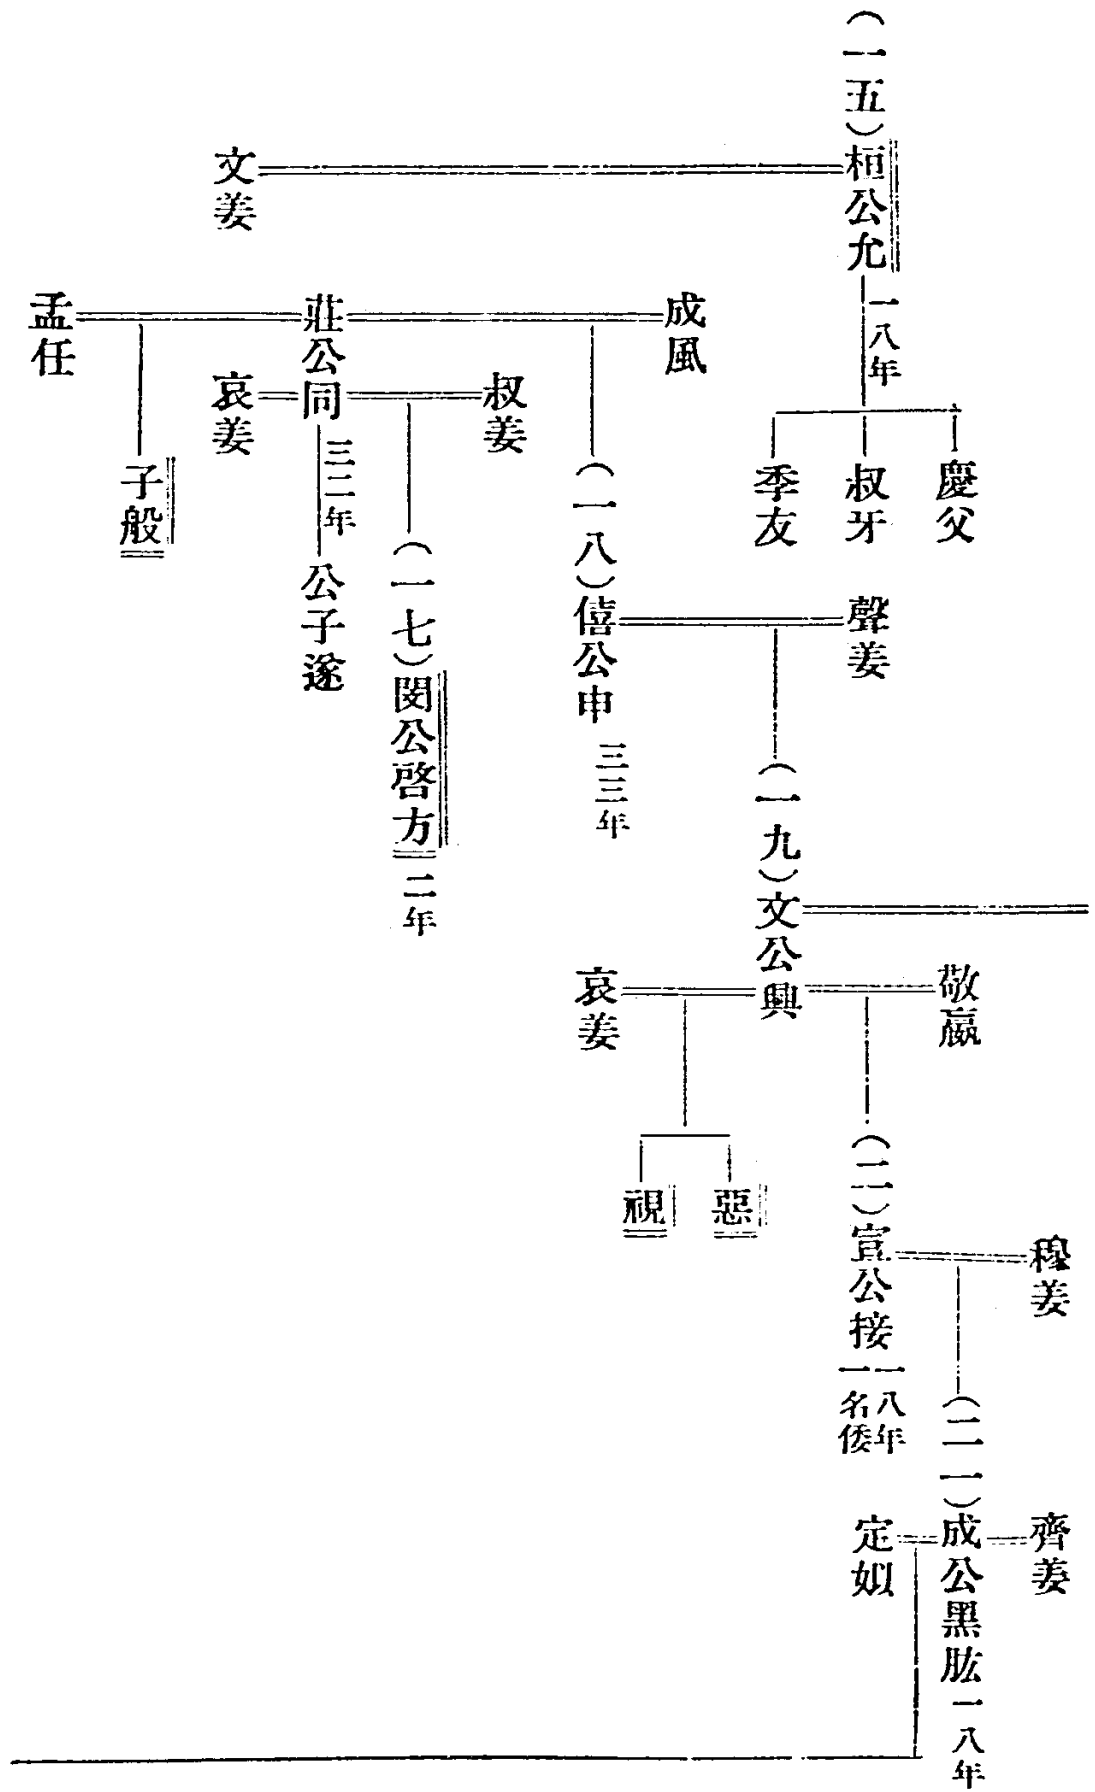 (一五)桓公允
一八年
文姜
慶父
叔牙
季友
成風
莊公同
三二年
孟任
叔姜
哀姜
子般
公子遂
(一七)閔公啓方
二年
(一八)僖公申
三三年
聲姜
(一九)文公興
敬嬴
哀姜
惡
視
(二)宣公接
一八年
一名倭
穆姜
(二一)成公黑肱
一八年
齊姜
定姒